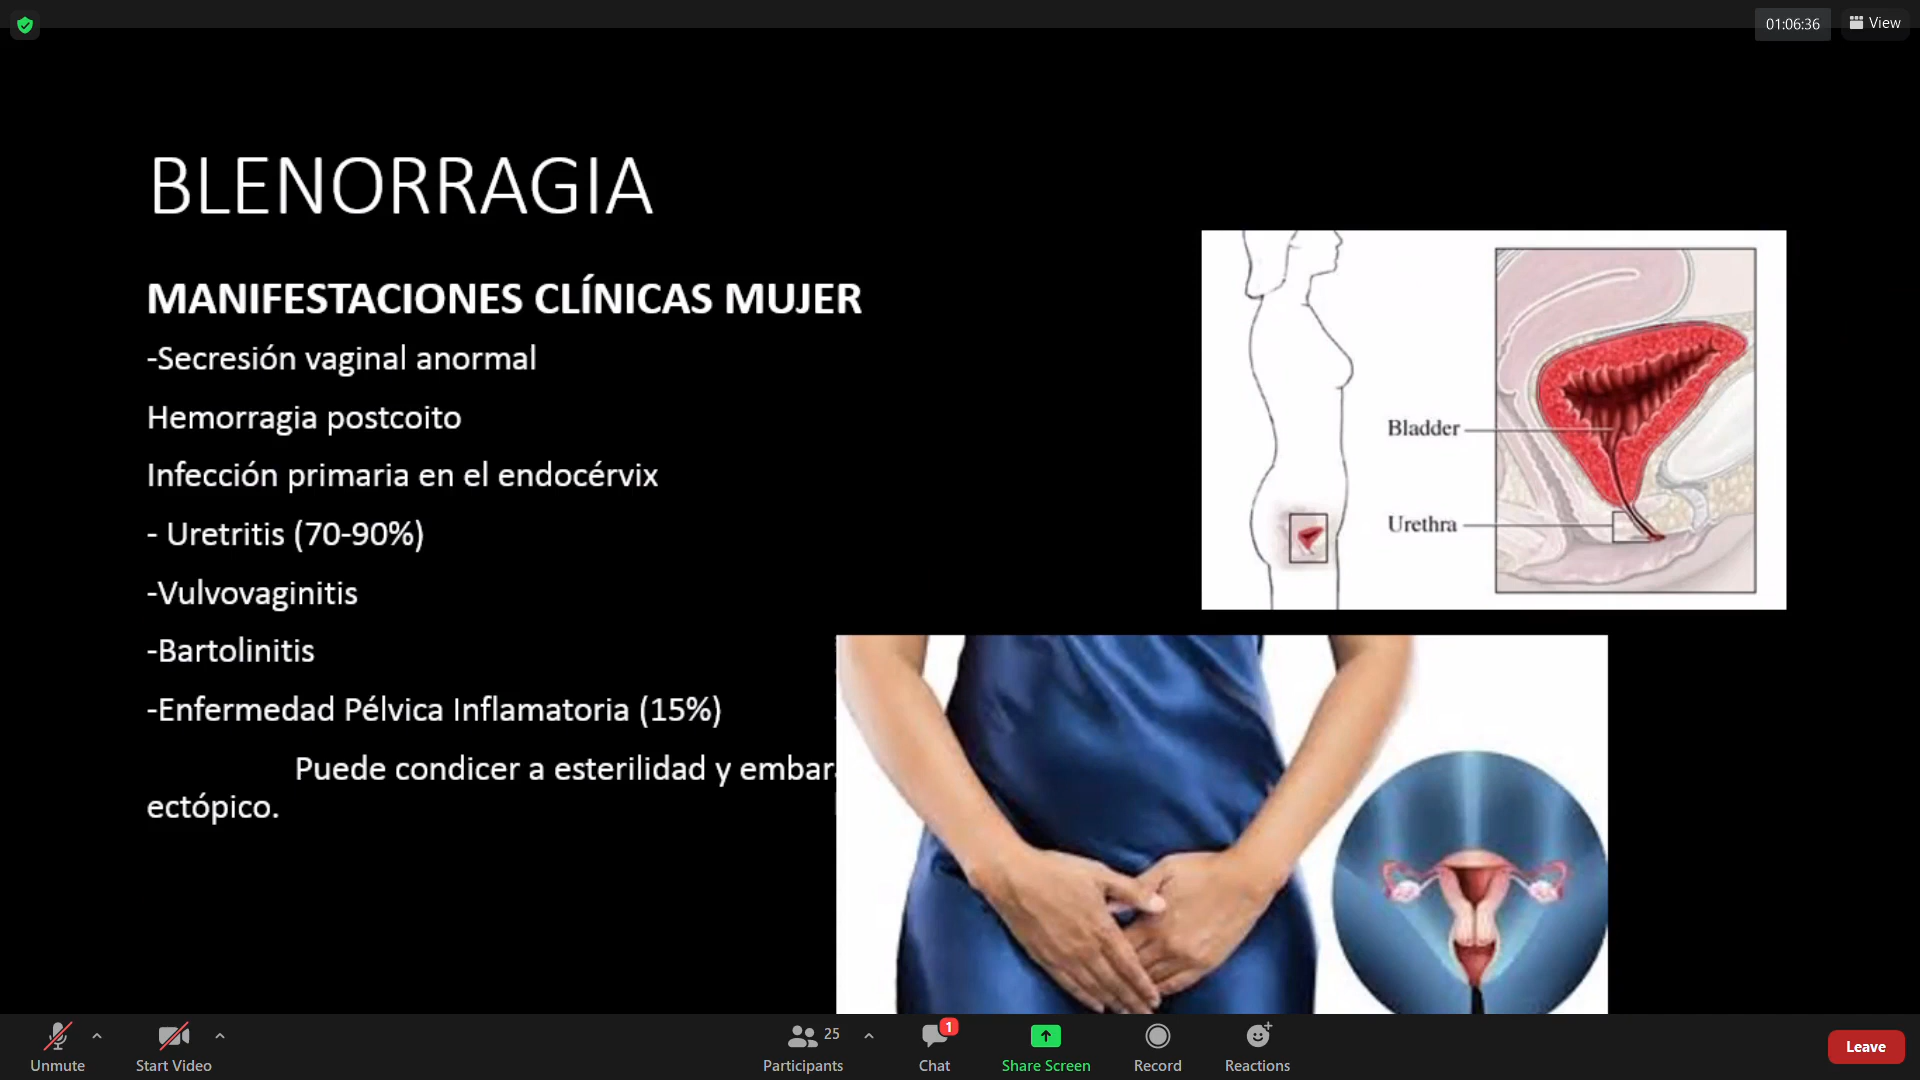 01:06:36
View
BLENORRAGIA
MANIFESTACIONES CLÍNICAS MUJER
-Secresión vaginal anormal
Hemorragia postcoito
Infección primaria en el endocérvix
- Uretritis (70-90%)
-Vulvovaginitis
-Bartolinitis
-Enfermedad Pélvica Inflamatoria (15%)
Puede condicer a esterilidad y
ectópico.
Bladder
Urethra
Unmute
Start Video
25
Participants
1
Chat
Share Screen
Record
Reactions
Leave